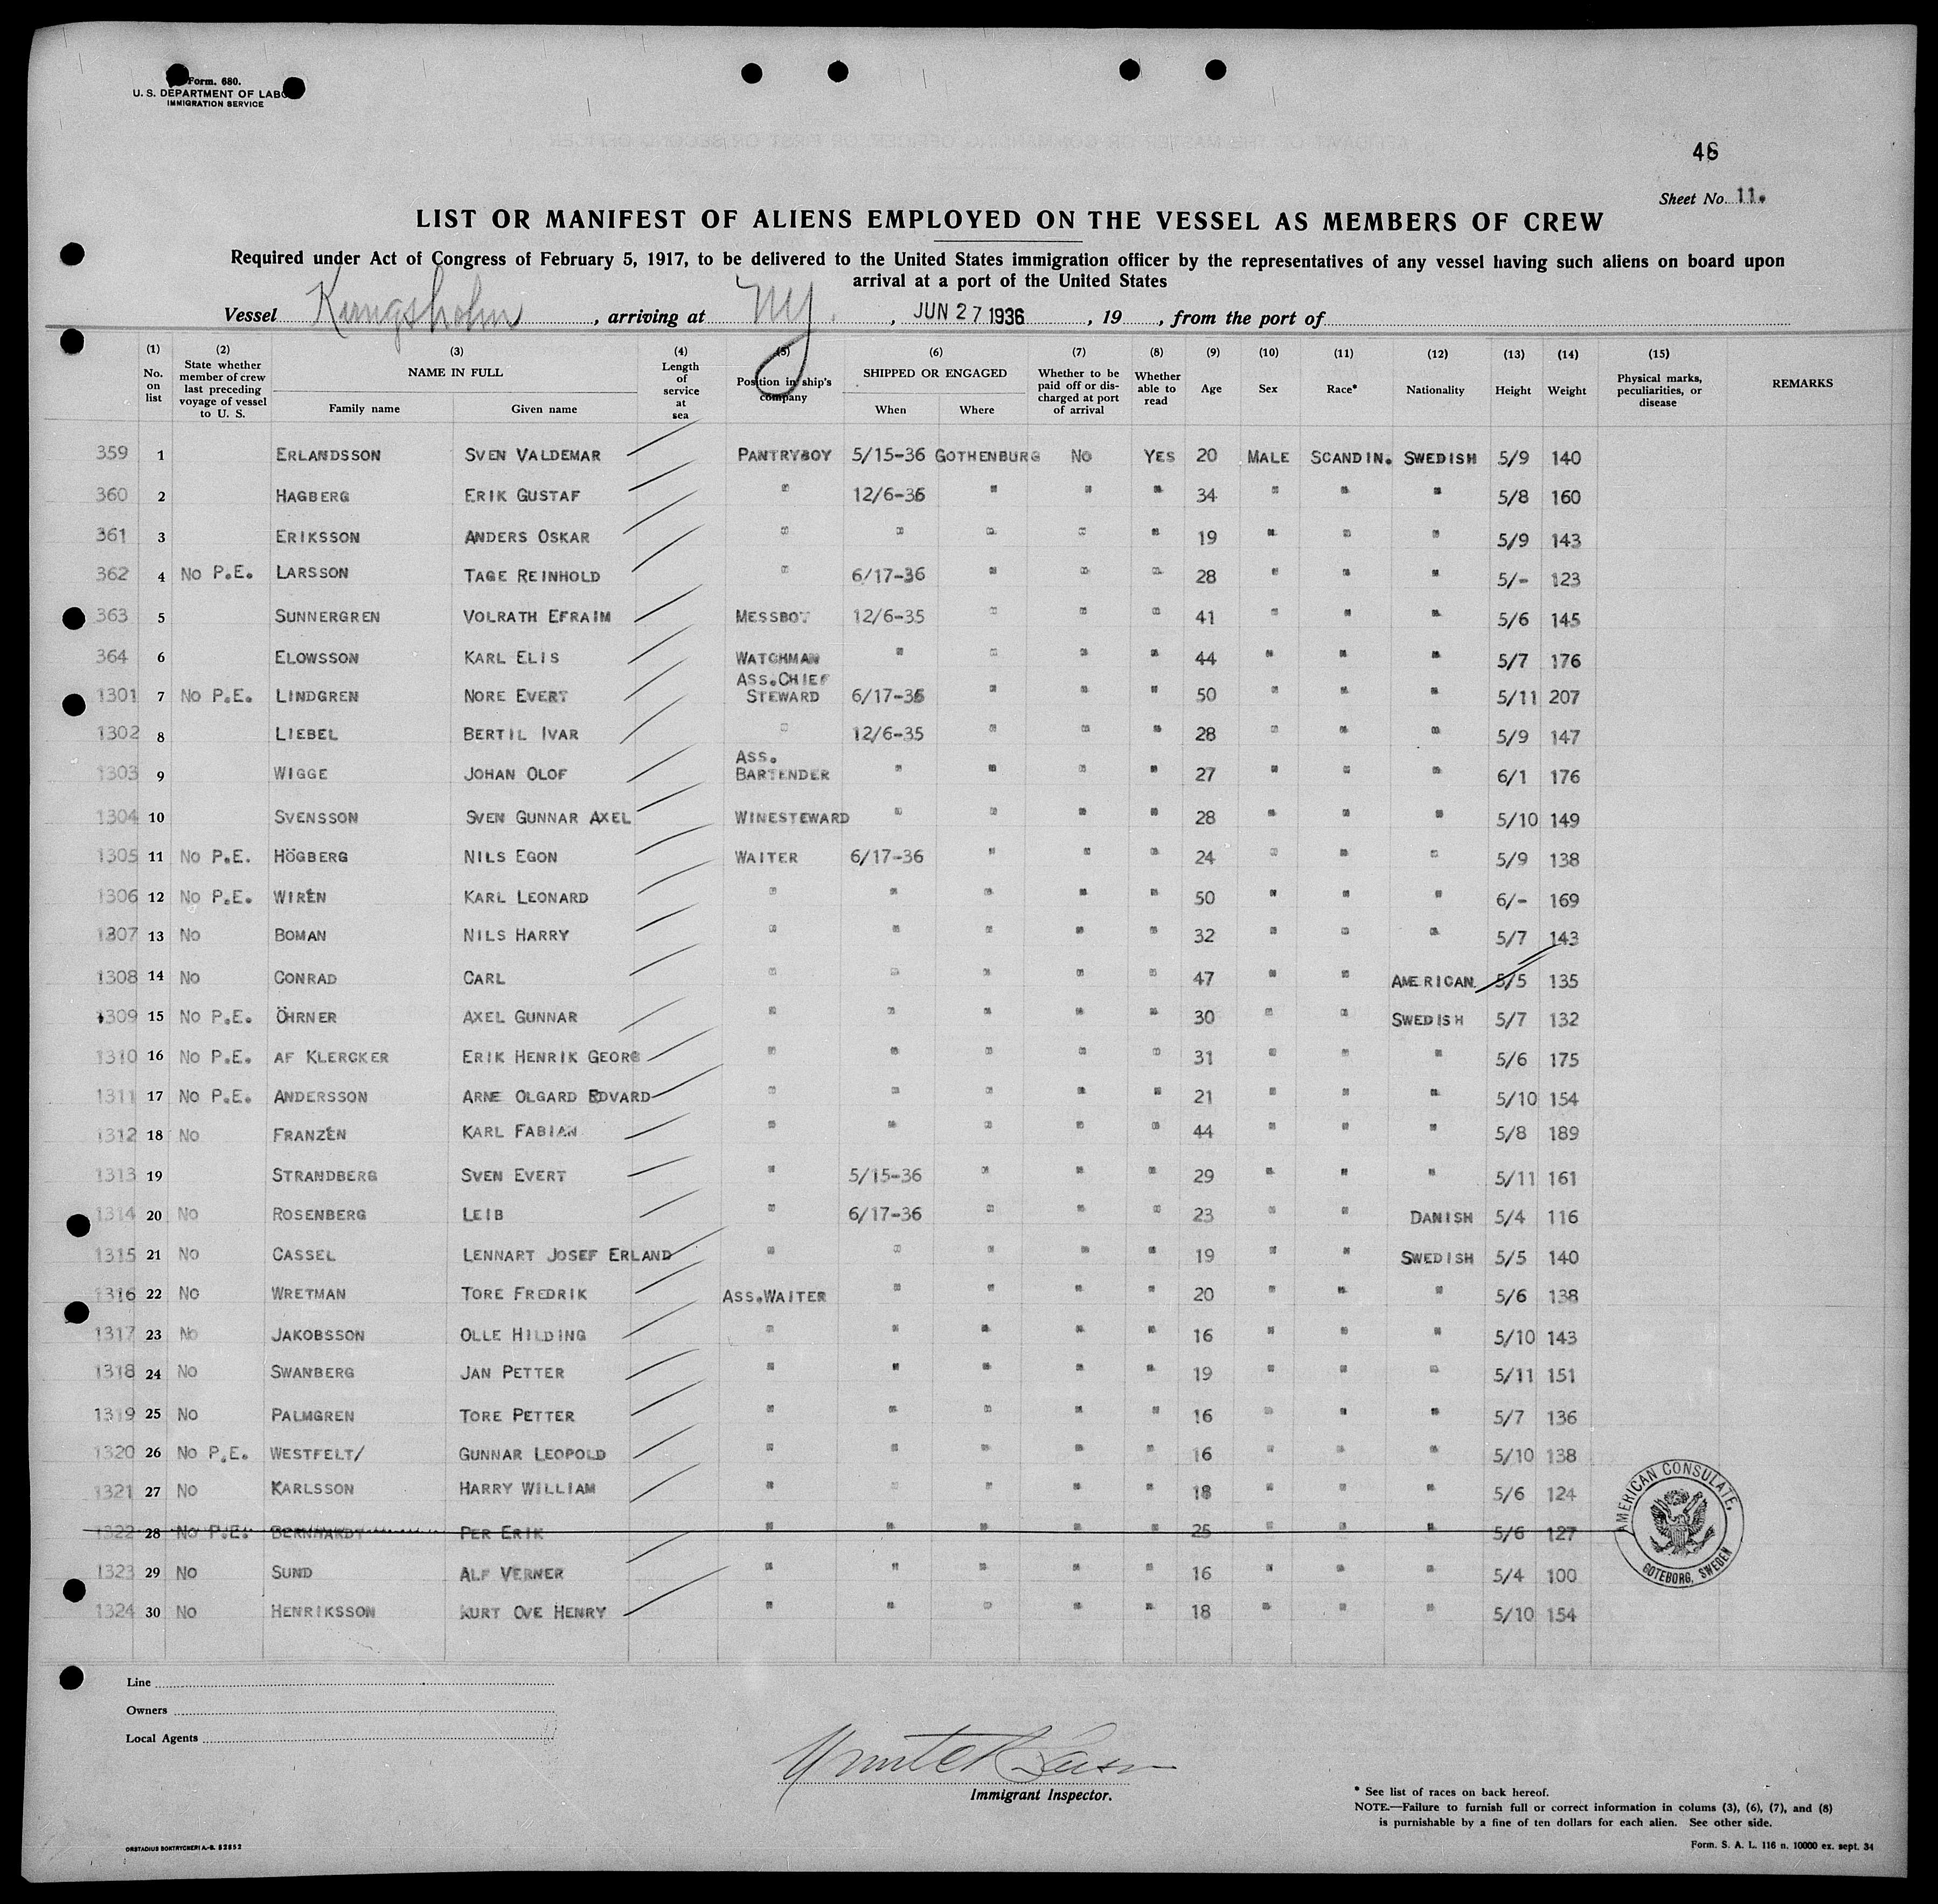 Form. 680.
U. S. DEPARTMENT OF LABO
IMMIGRATION SERVICE
Sheet No. 11.
LIST OR MANIFEST OF ALIENS EMPLOYED ON THE VESSEL AS MEMBERS OF CREW
Required under Act of Congress of February 5, 1917, to be delivered to the United States immigration officer by the representatives of any vessel having such aliens on board upon
arrival at a port of the United States
Vessel Kungsholm , arriving at NY. , JUN 27 1936 , 19 , from the port of
(1) No. on list (2) State whether member of crew last preceding voyage of vessel to U. S. (3) NAME IN FULL Family name Given name (4) Length of service at sea (5) Position in ship's company (6) SHIPPED OR ENGAGED When Where (7) Whether to be paid off or discharged at port of arrival (8) Whether able to read (9) Age (10) Sex (11) Race* (12) Nationality (13) Height (14) Weight (15) Physical marks, peculiarities, or disease REMARKS
359 1 ERLANDSSON SVEN VALDEMAR PANTRYBOY 5/15-36 GOTHENBURG NO YES 20 MALE SCANDIN. SWEDISH 5/9 140
360 2 HAGBERG ERIK GUSTAF " 12/6-36 " " " 34 " " " 5/8 160
361 3 ERIKSSON ANDERS OSKAR " " " " " 19 " " " 5/9 143
362 4 NO P.E. LARSSON TAGE REINHOLD " 6/17-36 " " " 28 " " " 5/- 123
363 5 SUNNERGREN VOLRATH EFRAIM MESSBOY 12/6-35 " " " 41 " " " 5/6 145
364 6 ELOWSSON KARL ELIS WATCHMAN " " " " 44 " " " 5/7 176
1301 7 NO P.E. LINDGREN NORE EVERT ASS.CHIEF STEWARD 6/17-36 " " " 50 " " " 5/11 207
1302 8 LIEBEL BERTIL IVAR " 12/6-35 " " " 28 " " " 5/9 147
1303 9 WIGGE JOHAN OLOF ASS. BARTENDER " " " " 27 " " " 6/1 176
1304 10 SVENSSON SVEN GUNNAR AXEL WINESTEWARD " " " " 28 " " " 5/10 149
1305 11 NO P.E. HÖGBERG NILS EGON WAITER 6/17-36 " " " 24 " " " 5/9 138
1306 12 NO P.E. WIRÉN KARL LEONARD " " " " " 50 " " " 6/- 169
1307 13 NO BOMAN NILS HARRY " " " " " 32 " " " 5/7 143
1308 14 NO CONRAD CARL " " " " " 47 " " AMERICAN 5/5 135
1309 15 NO P.E. ÖHRNER AXEL GUNNAR " " " " " 30 " " SWEDISH 5/7 132
1310 16 NO P.E. AF KLERCKER ERIK HENRIK GEORG " " " " " 31 " " " 5/6 175
1311 17 NO P.E. ANDERSSON ARNE OLGARD EDVARD " " " " " 21 " " " 5/10 154
1312 18 NO FRANZÉN KARL FABIAN " " " " " 44 " " " 5/8 189
1313 19 STRANDBERG SVEN EVERT " 5/15-36 " " " 29 " " " 5/11 161
1314 20 NO ROSENBERG LEIB " 6/17-36 " " " 23 " " DANISH 5/4 116
1315 21 NO CASSEL LENNART JOSEF ERLAND " " " " " 19 " " SWEDISH 5/5 140
1316 22 NO WRETMAN TORE FREDRIK ASS.WAITER " " " " 20 " " " 5/6 138
1317 23 NO JAKOBSSON OLLE HILDING " " " " " 16 " " " 5/10 143
1318 24 NO SWANBERG JAN PETTER " " " " " 19 " " " 5/11 151
1319 25 NO PALMGREN TORE PETTER " " " " " 16 " " " 5/7 136
1320 26 NO P.E. WESTFELT/ GUNNAR LEOPOLD " " " " " 16 " " " 5/10 138
1321 27 NO KARLSSON HARRY WILLIAM " " " " " 18 " " " 5/6 124
1322 28 NO P.E. BERNHARDT PER ERIK " " " " " 25 " " " 5/6 127
1323 29 NO SUND ALF VERNER " " " " " 16 " " " 5/4 100
1324 30 NO HENRIKSSON KURT OVE HENRY " " " " " 18 " " " 5/10 154
AMERICAN CONSULATE,
GOTEBORG, SWEDEN
Line
Owners
Local Agents
Immigrant Inspector.
* See list of races on back hereof.
NOTE.—Failure to furnish full or correct information in colums (3), (6), (7), and (8)
is purnishable by a fine of ten dollars for each alien. See other side.
ORSTADIUS BOKTRYCKERI A.-B. 52852
Form. S. A. L. 116 n. 10000 ex. sept. 34